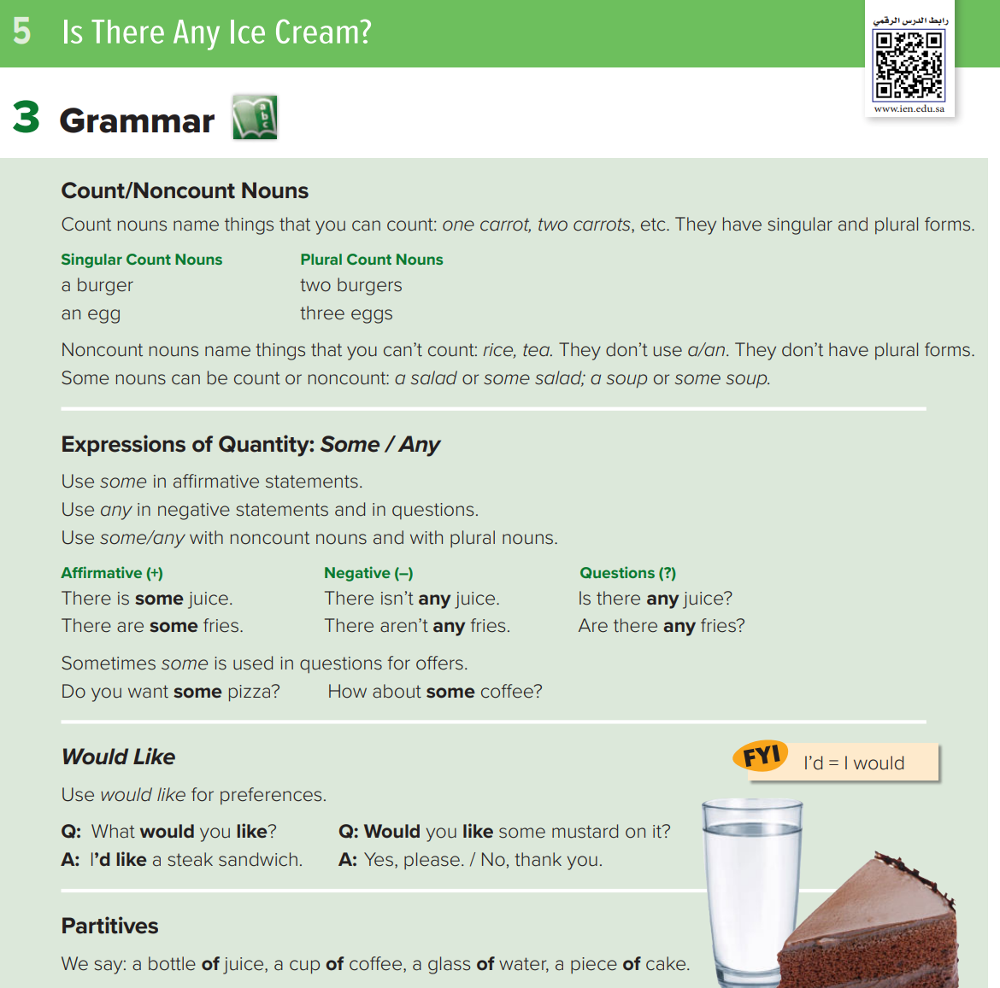 5 Is There Any Ice Cream?
رابط الدرس الرقمي
www.ien.edu.sa
3 Grammar
a b c
Count/Noncount Nouns
Count nouns name things that you can count: one carrot, two carrots, etc. They have singular and plural forms.
Singular Count Nouns Plural Count Nouns
a burger two burgers
an egg three eggs
Noncount nouns name things that you can’t count: rice, tea. They don’t use a/an. They don’t have plural forms.
Some nouns can be count or noncount: a salad or some salad; a soup or some soup.
Expressions of Quantity: Some / Any
Use some in affirmative statements.
Use any in negative statements and in questions.
Use some/any with noncount nouns and with plural nouns.
Affirmative (+) Negative (–) Questions (?)
There is some juice. There isn’t any juice. Is there any juice?
There are some fries. There aren’t any fries. Are there any fries?
Sometimes some is used in questions for offers.
Do you want some pizza? How about some coffee?
Would Like
FYI I’d = I would
Use would like for preferences.
Q: What would you like? Q: Would you like some mustard on it?
A: I’d like a steak sandwich. A: Yes, please. / No, thank you.
Partitives
We say: a bottle of juice, a cup of coffee, a glass of water, a piece of cake.